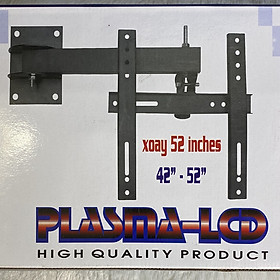 xoay 52 inches
42" - 52"
PLASMA-LCD
HIGH QUALITY PRODUCT